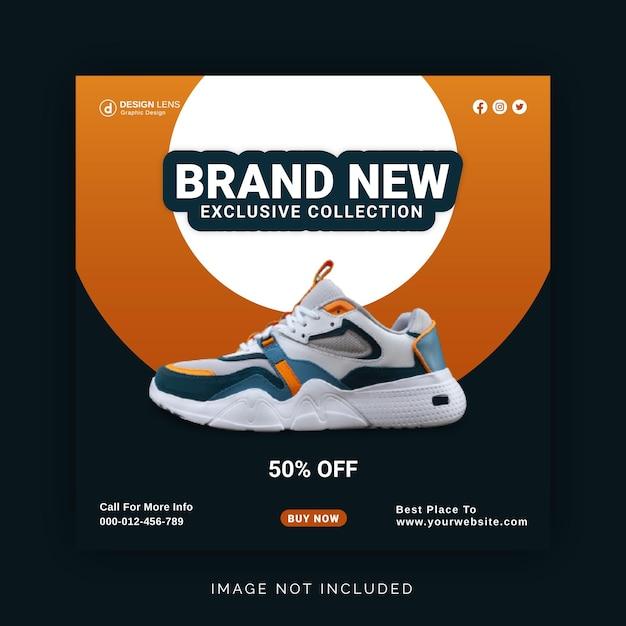 DESIGN LENS
Graphic Design
BRAND NEW
EXCLUSIVE COLLECTION
50% OFF
Call For More Info
000-012-456-789
BUY NOW
Best Place To
www.yourwebsite.com
IMAGE NOT INCLUDED